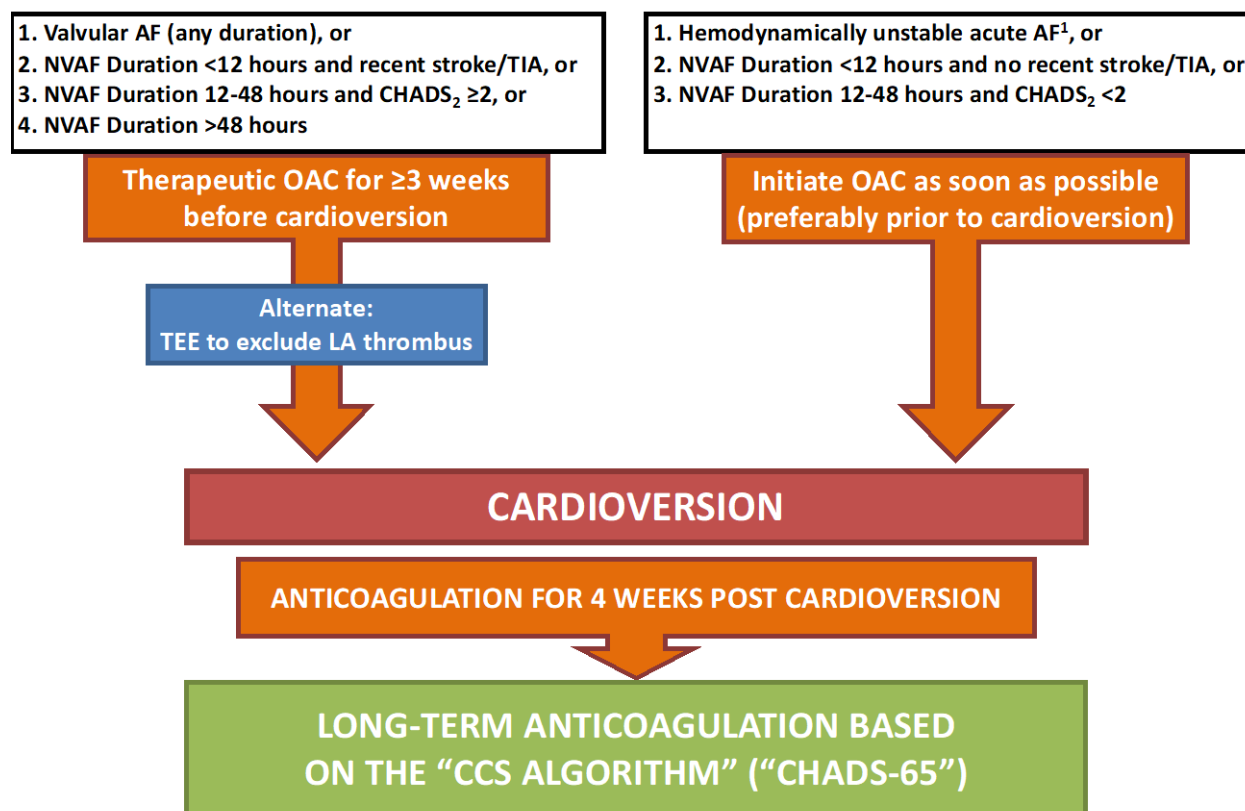 1. Valvular AF (any duration), or
2. NVAF Duration <12 hours and recent stroke/TIA, or
3. NVAF Duration 12-48 hours and CHADS₂ ≥2, or
4. NVAF Duration >48 hours
1. Hemodynamically unstable acute AF¹, or
2. NVAF Duration <12 hours and no recent stroke/TIA, or
3. NVAF Duration 12-48 hours and CHADS₂ <2
Therapeutic OAC for ≥3 weeks
before cardioversion
Initiate OAC as soon as possible
(preferably prior to cardioversion)
Alternate:
TEE to exclude LA thrombus
CARDIOVERSION
ANTICOAGULATION FOR 4 WEEKS POST CARDIOVERSION
LONG-TERM ANTICOAGULATION BASED
ON THE “CCS ALGORITHM” (“CHADS-65”)